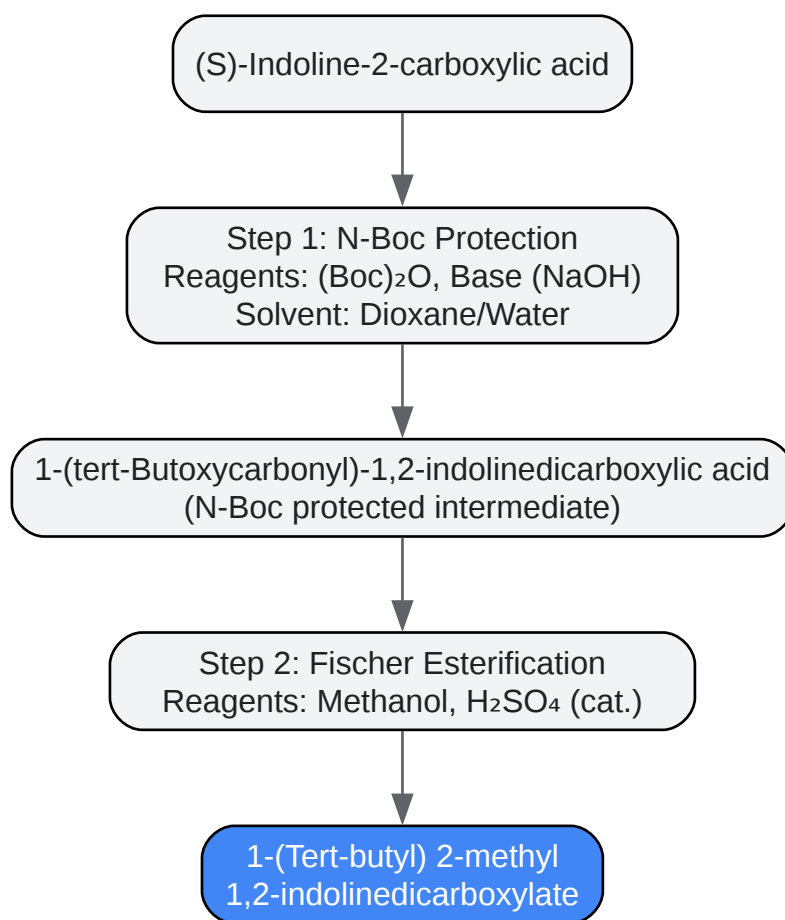 (S)-Indoline-2-carboxylic acid
Step 1: N-Boc Protection
Reagents: (Boc)₂O, Base (NaOH)
Solvent: Dioxane/Water
1-(tert-Butoxycarbonyl)-1,2-indolinedicarboxylic acid
(N-Boc protected intermediate)
Step 2: Fischer Esterification
Reagents: Methanol, H₂SO₄ (cat.)
1-(Tert-butyl) 2-methyl
1,2-indolinedicarboxylate